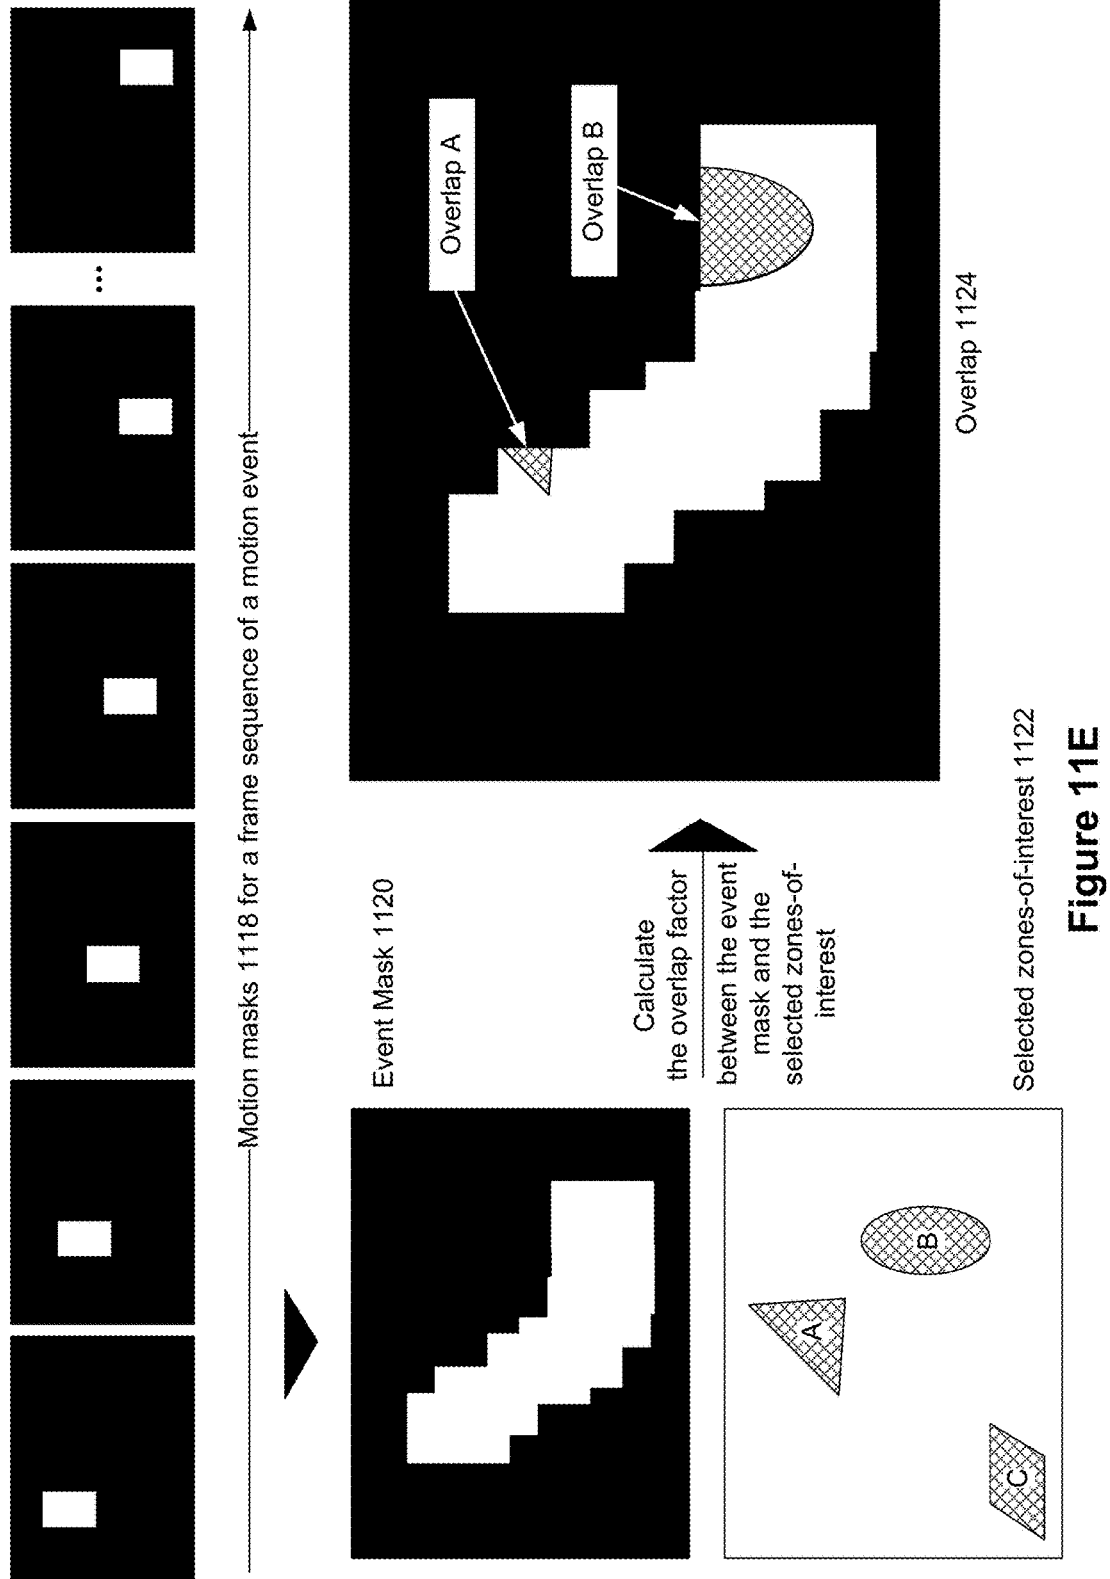 ...
Motion masks 1118 for a frame sequence of a motion event
Event Mask 1120
Calculate
the overlap factor
between the event
mask and the
selected zones-of-
interest
Overlap A
Overlap B
Overlap 1124
A
B
C
Selected zones-of-interest 1122
Figure 11E